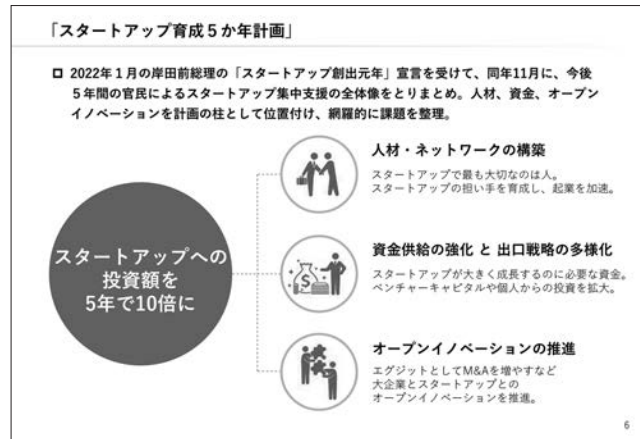 「スタートアップ育成5か年計画」
2022年1月の岸田前総理の「スタートアップ創出元年」宣言を受けて、同年11月に、今後
5年間の官民によるスタートアップ集中支援の全体像をとりまとめ。人材、資金、オープン
イノベーションを計画の柱として位置付け、網羅的に課題を整理。
スタートアップへの
投資額を
5年で10倍に
人材・ネットワークの構築
スタートアップで最も大切なのは人。
スタートアップの担い手を育成し、起業を加速。
資金供給の強化 と 出口戦略の多様化
スタートアップが大きく成長するのに必要な資金。
ベンチャーキャピタルや個人からの投資を拡大。
$
オープンイノベーションの推進
エグジットとしてM&Aを増やすなど
大企業とスタートアップとの
オープンイノベーションを推進。
6